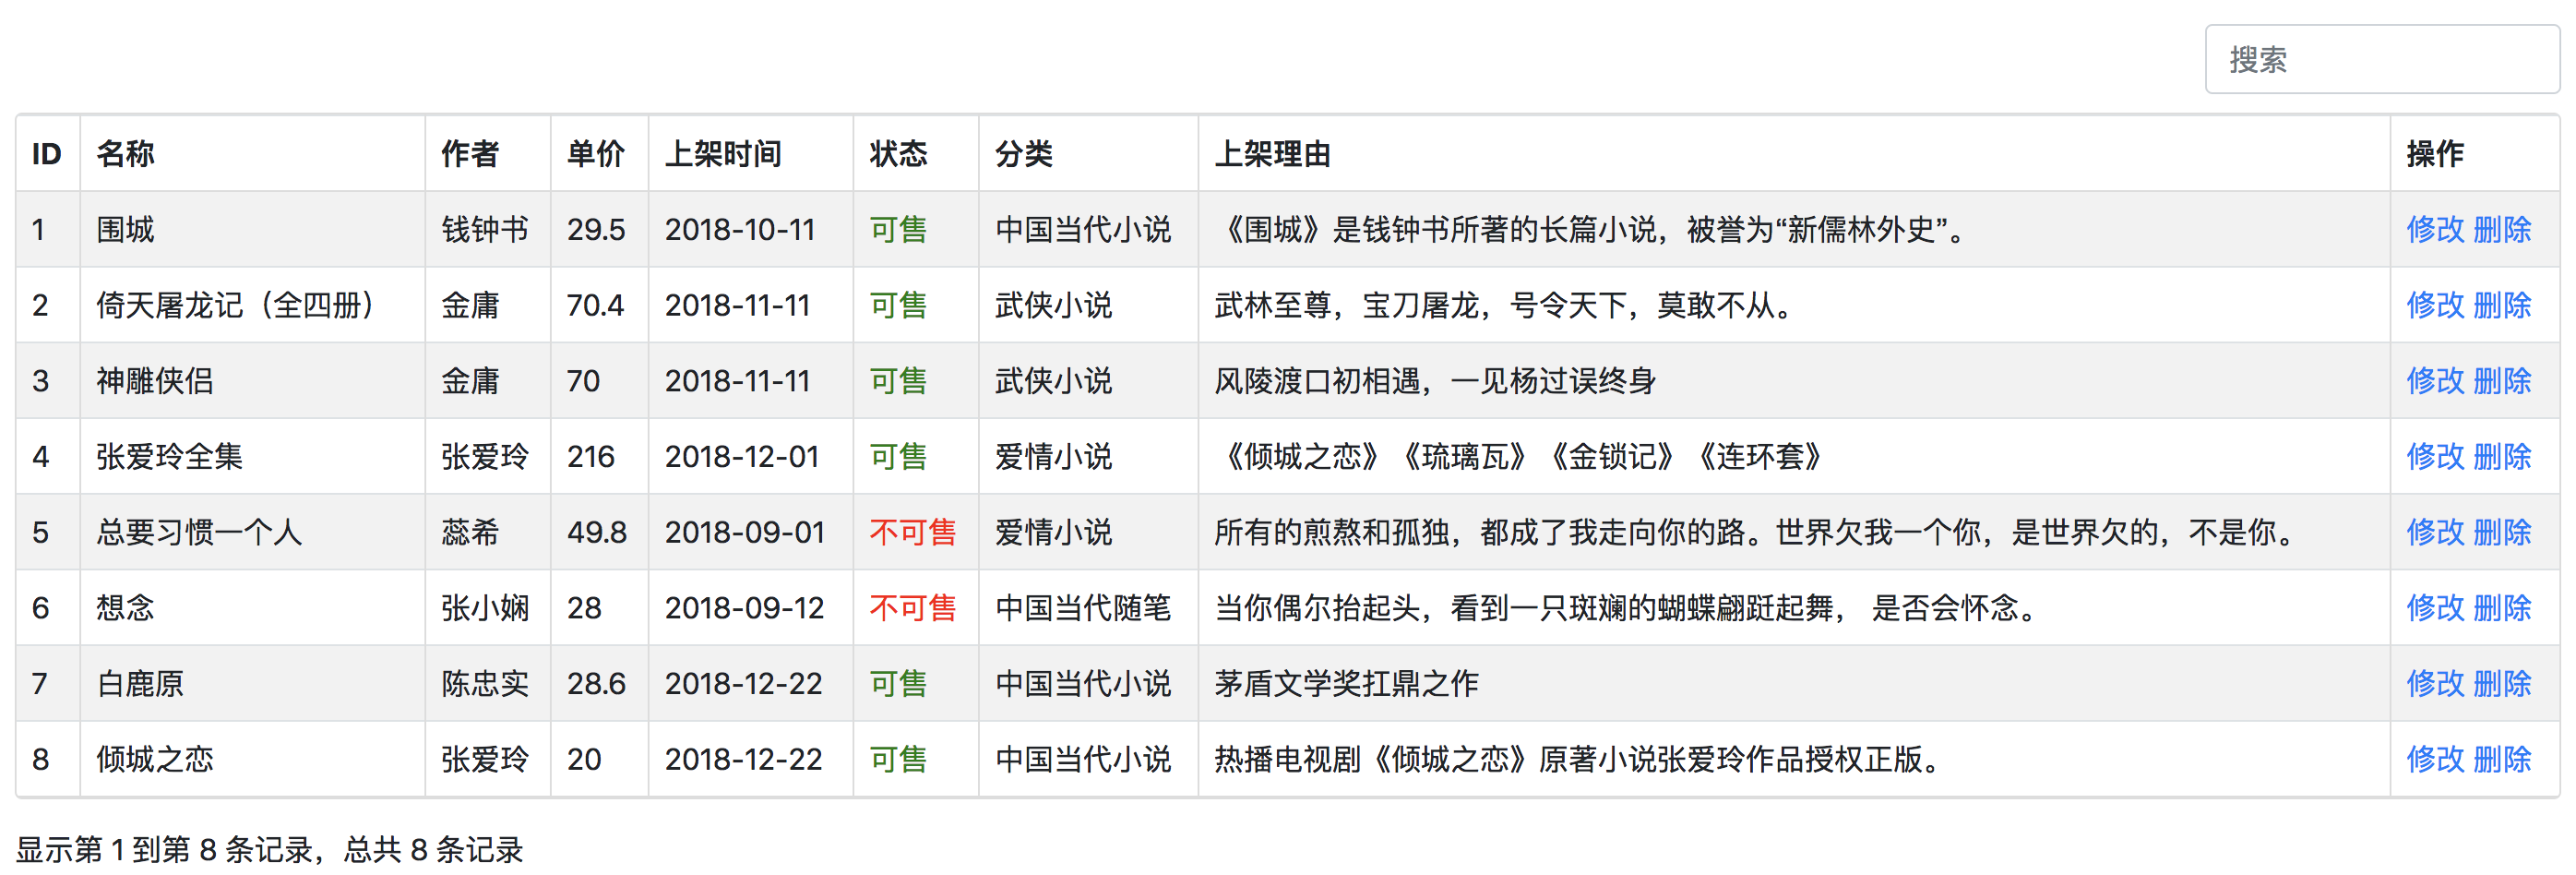 搜索
ID 名称 作者 单价 上架时间 状态 分类 上架理由 操作
1 围城 钱钟书 29.5 2018-10-11 可售 中国当代小说 《围城》是钱钟书所著的长篇小说，被誉为“新儒林外史”。 修改 删除
2 倚天屠龙记（全四册） 金庸 70.4 2018-11-11 可售 武侠小说 武林至尊，宝刀屠龙，号令天下，莫敢不从。 修改 删除
3 神雕侠侣 金庸 70 2018-11-11 可售 武侠小说 风陵渡口初相遇，一见杨过误终身 修改 删除
4 张爱玲全集 张爱玲 216 2018-12-01 可售 爱情小说 《倾城之恋》《琉璃瓦》《金锁记》《连环套》 修改 删除
5 总要习惯一个人 蕊希 49.8 2018-09-01 不可售 爱情小说 所有的煎熬和孤独，都成了我走向你的路。世界欠我一个你，是世界欠的，不是你。 修改 删除
6 想念 张小娴 28 2018-09-12 不可售 中国当代随笔 当你偶尔抬起头，看到一只斑斓的蝴蝶翩跹起舞， 是否会怀念。 修改 删除
7 白鹿原 陈忠实 28.6 2018-12-22 可售 中国当代小说 茅盾文学奖扛鼎之作 修改 删除
8 倾城之恋 张爱玲 20 2018-12-22 可售 中国当代小说 热播电视剧《倾城之恋》原著小说张爱玲作品授权正版。 修改 删除
显示第 1 到第 8 条记录，总共 8 条记录